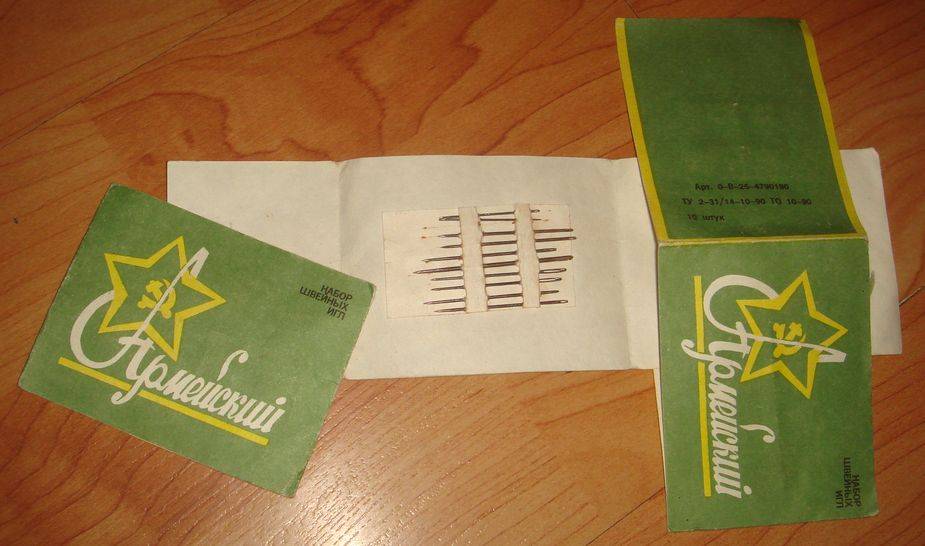 НАБОР
ШВЕЙНЫХ
ИГЛ
Армейский
Арт. 0-В-25-4790190
ТУ 2-31/14-10-90 ТО 10-90
10 штук
Армейский
НАБОР
ШВЕЙНЫХ
ИГЛ